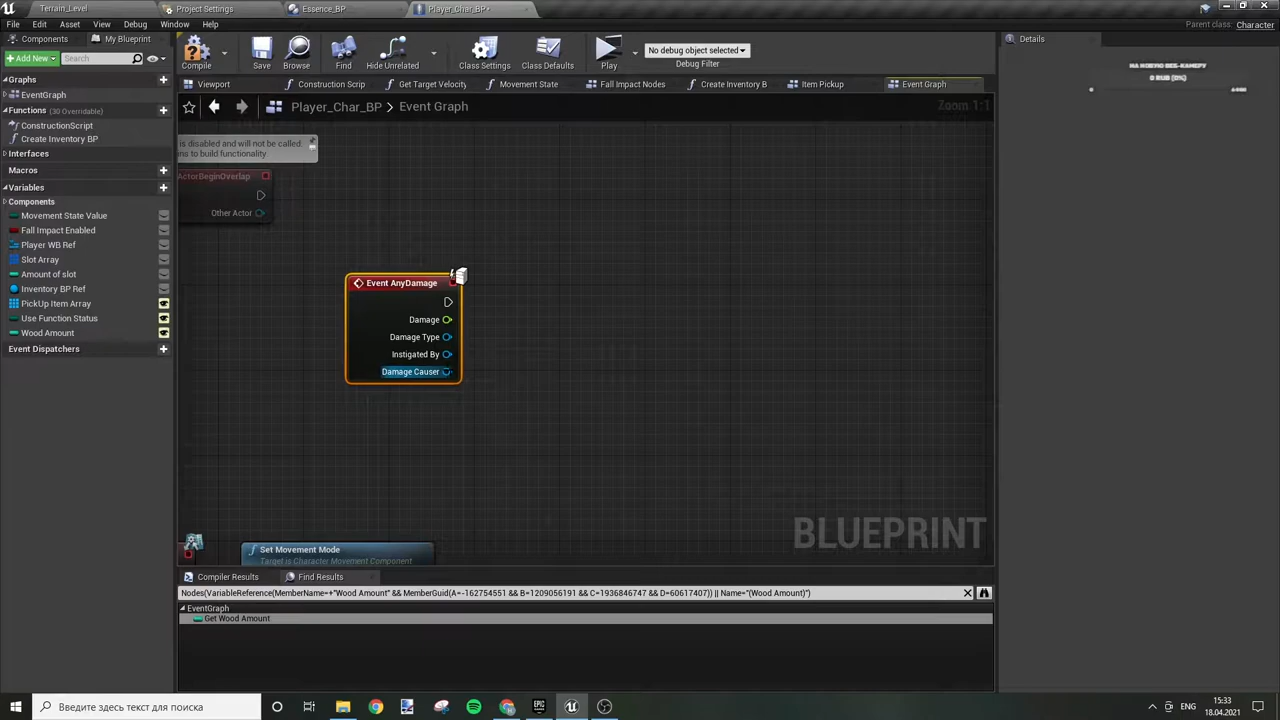 Terrain_Level
Project Settings
Essence_BP
Player_Char_BP*
File
Edit
Asset
View
Debug
Window
Help
Parent class: Character
Components
My Blueprint
Details
Add New
Search
Compile
Save
Browse
Find
Hide Unrelated
Class Settings
Class Defaults
Play
No debug object selected
Debug Filter
НА НОВУЮ ВЕБ-КАМЕРУ
0 RUB (0%)
Viewport
Construction Scrip
Get Target Velocity
Movement State
Fall Impact Nodes
Create Inventory B
Item Pickup
Event Graph
Player_Char_BP > Event Graph
Zoom 1:1
Graphs
EventGraph
Functions (30 Overridable)
ConstructionScript
Create Inventory BP
Interfaces
Macros
Variables
Components
Movement State Value
Fall Impact Enabled
Player WB Ref
Slot Array
Amount of slot
Inventory BP Ref
PickUp Item Array
Use Function Status
Wood Amount
Event Dispatchers
is disabled and will not be called.
ins to build functionality
ActorBeginOverlap
Other Actor
Event AnyDamage
Damage
Damage Type
Instigated By
Damage Causer
Set Movement Mode
Target is Character Movement Component
BLUEPRINT
Compiler Results
Find Results
Nodes(VariableReference(MemberName=+"Wood Amount" && MemberGuid(A=-162754551 && B=1209056191 && C=1936846747 && D=60617407)) || Name="(Wood Amount)")
EventGraph
Get Wood Amount
Введите здесь текст для поиска
ENG
15:33
18.04.2021